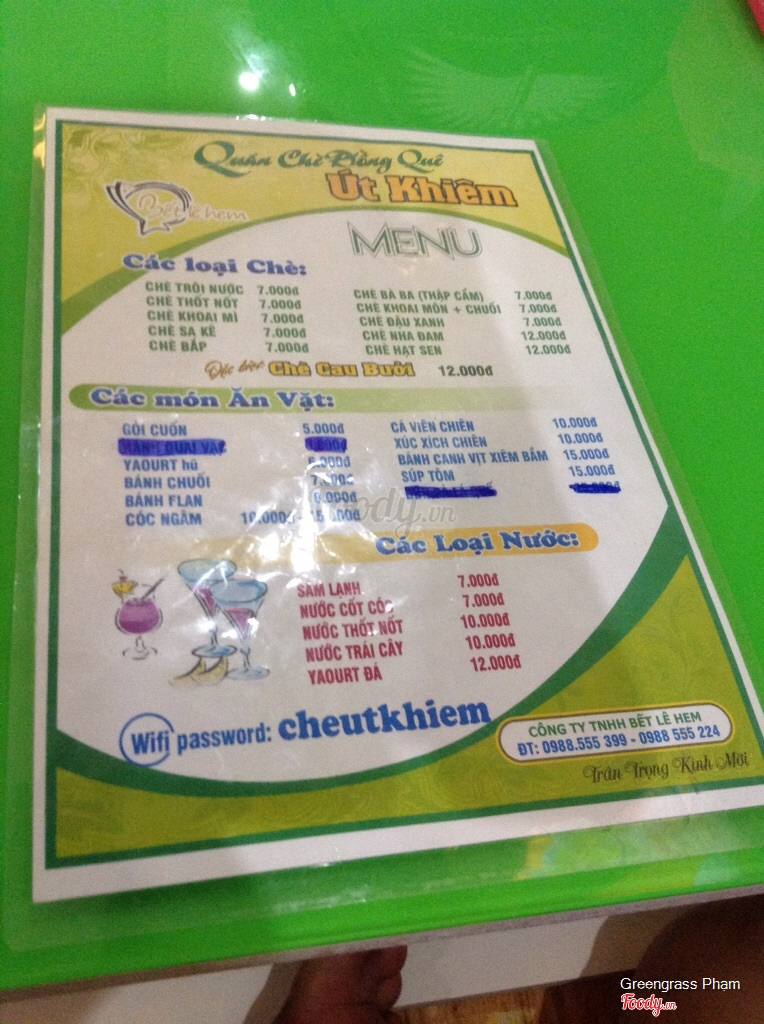 Quán Chè Đồng Quê
Út Khiêm
Bết lê hem
MENU
Các loại Chè:
CHÈ TRÔI NƯỚC 7.000đ
CHÈ THỐT NỐT 7.000đ
CHÈ KHOAI MÌ 7.000đ
CHÈ SA KÊ 7.000đ
CHÈ BẮP 7.000đ
CHÈ BÀ BA (THẬP CẨM) 7.000đ
CHÈ KHOAI MÔN + CHUỐI 7.000đ
CHÈ ĐẬU XANH 7.000đ
CHÈ NHA ĐAM 12.000đ
CHÈ HẠT SEN 12.000đ
Đặc biệt: Chè Cau Bưởi 12.000đ
Các món Ăn Vặt:
GỎI CUỐN 5.000đ
YAOURT hũ
BÁNH CHUỐI
BÁNH FLAN
CÓC NGÂM
CÁ VIÊN CHIÊN 10.000đ
XÚC XÍCH CHIÊN 10.000đ
BÁNH CANH VỊT XIÊM BẰM 15.000đ
SÚP TÔM 15.000đ
Foody.vn
Các Loại Nước:
SÂM LẠNH 7.000đ
NƯỚC CỐT CÓC 7.000đ
NƯỚC THỐT NỐT 10.000đ
NƯỚC TRÁI CÂY 10.000đ
YAOURT ĐÁ 12.000đ
Wifi password: cheutkhiem
CÔNG TY TNHH BẾT LÊ HEM
ĐT: 0988.555 399 - 0988 555 224
Trân Trọng Kính Mời
Greengrass Phạm
Foody.vn